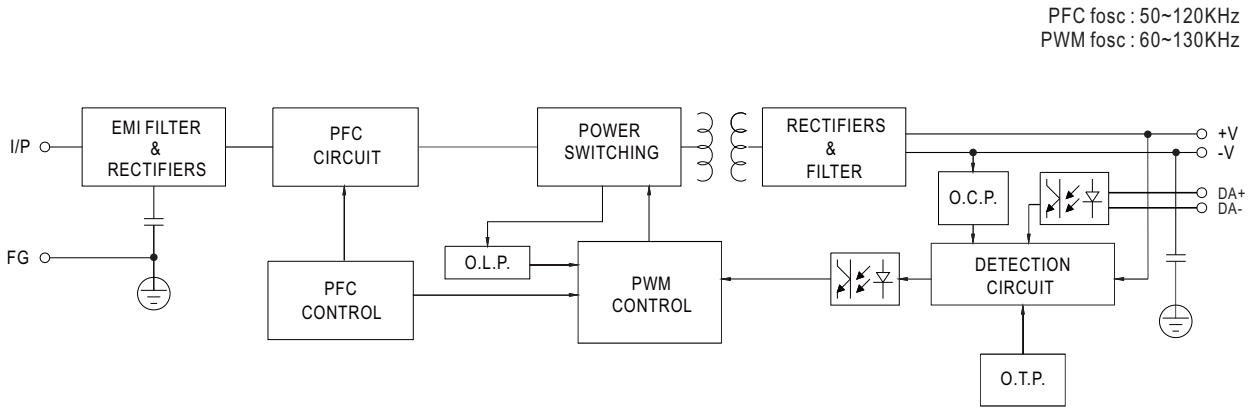 PFC fosc : 50~120KHz
PWM fosc : 60~130KHz
I/P
EMI FILTER
&
RECTIFIERS
PFC
CIRCUIT
POWER
SWITCHING
RECTIFIERS
&
FILTER
+V
-V
O.C.P.
DA+
DA-
FG
O.L.P.
PFC
CONTROL
PWM
CONTROL
DETECTION
CIRCUIT
O.T.P.